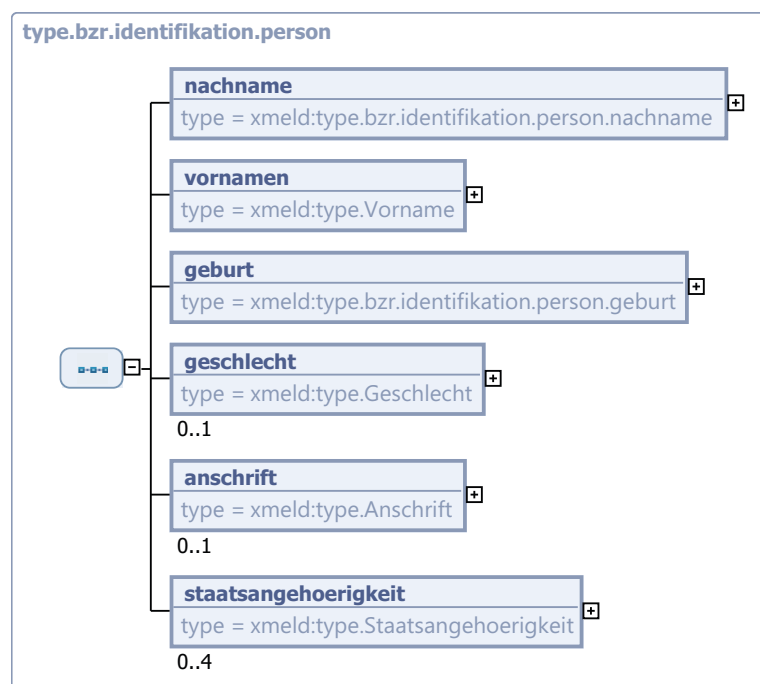 type.bzr.identifikation.person
nachname
type = xmeld:type.bzr.identifikation.person.nachname
vornamen
type = xmeld:type.Vorname
geburt
type = xmeld:type.bzr.identifikation.person.geburt
geschlecht
type = xmeld:type.Geschlecht
0..1
anschrift
type = xmeld:type.Anschrift
0..1
staatsangehoerigkeit
type = xmeld:type.Staatsangehoerigkeit
0..4